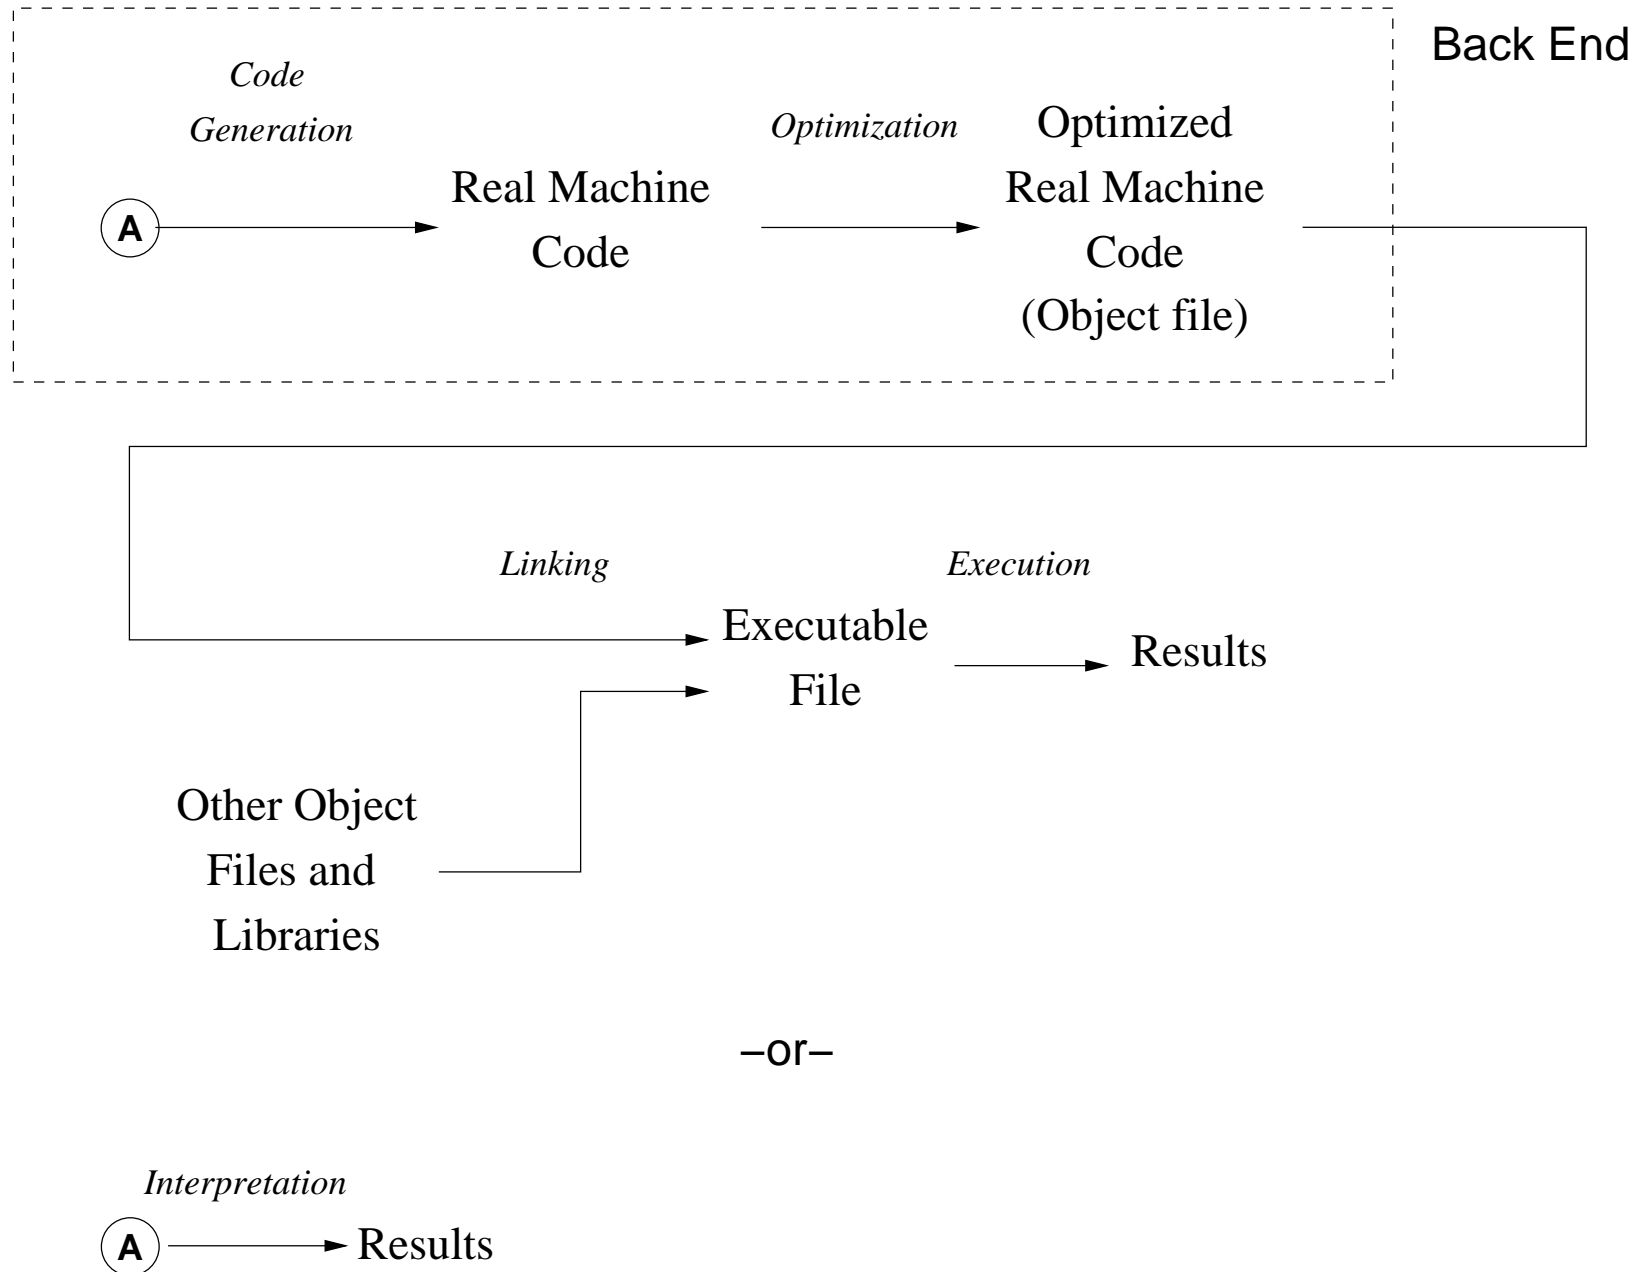 Back End
Code
Generation
A
Real Machine
Code
Optimization
Optimized
Real Machine
Code
(Object file)
Linking
Execution
Executable
File
Results
Other Object
Files and
Libraries
–or–
Interpretation
A
Results